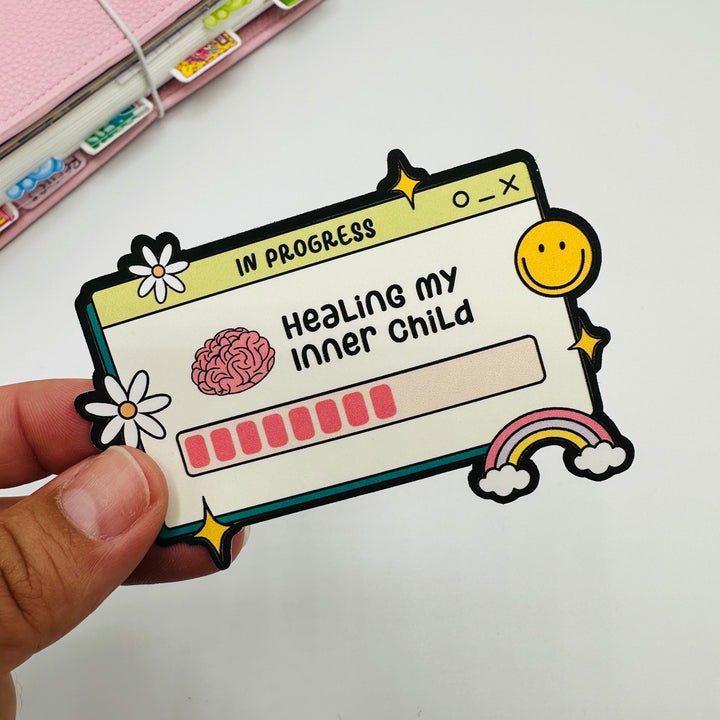 IN PROGRESS
HeaLinG my
inner chiLd